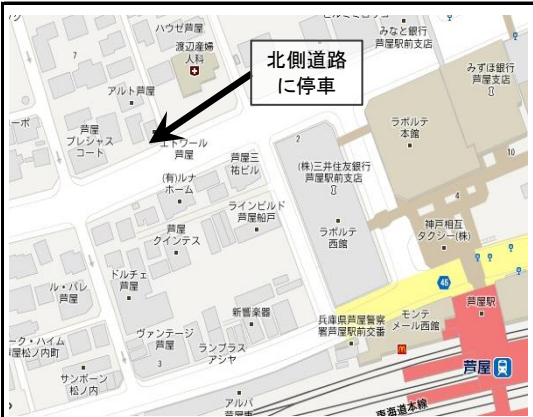 ハウゼ芦屋
渡辺産婦
人科
北側道路
に停車
みなと銀行
芦屋駅前支店
みずほ銀行
芦屋支店
アルト芦屋
ラポルテ
本館
芦屋
プレシャス
コート
エトワール
芦屋
芦屋三
祐ビル
2
(株)三井住友銀行
芦屋駅前支店
10
(有)ルナ
ホーム
ラインビルド
芦屋船戸
4
芦屋
クインテス
ラポルテ
西館
神戸相互
タクシー(株)
ドルチェ
芦屋
ル・パレ
芦屋
45
芦屋駅
新響楽器
兵庫県芦屋警察
署芦屋駅前交番
モンテ
メール西館
ーク・ハイム
屋松ノ内町
ヴァンテージ
芦屋
ランプラス
アシヤ
3
サンボーン
松ノ内
芦屋
アルパ
東海道本線